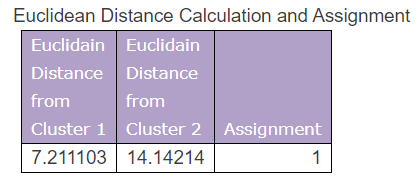 Euclidean Distance Calculation and Assignment
Euclidain Euclidain
Distance Distance
from from
Cluster 1 Cluster 2 Assignment
7.211103 14.14214 1